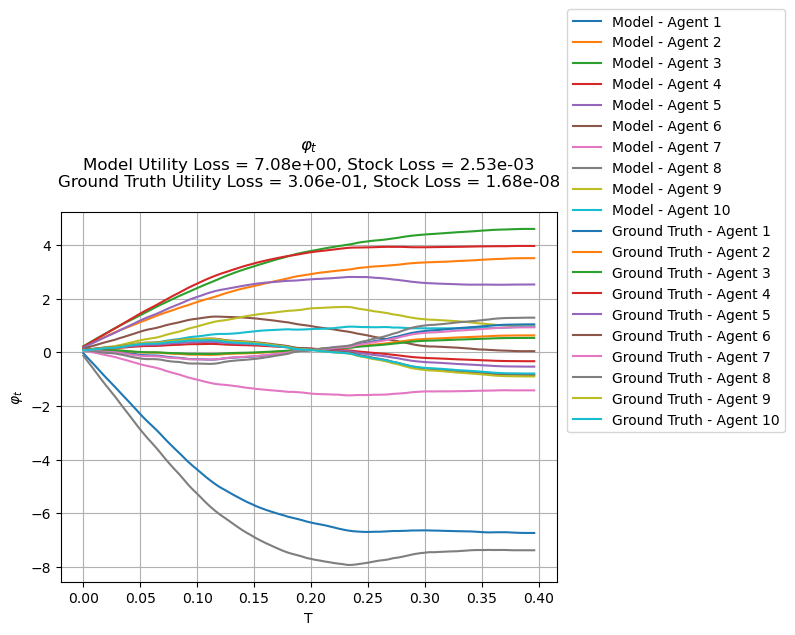 φt
Model Utility Loss = 7.08e+00, Stock Loss = 2.53e-03
Ground Truth Utility Loss = 3.06e-01, Stock Loss = 1.68e-08
φt
4
2
0
−2
−4
−6
−8
0.00 0.05 0.10 0.15 0.20 0.25 0.30 0.35 0.40
T
Model - Agent 1
Model - Agent 2
Model - Agent 3
Model - Agent 4
Model - Agent 5
Model - Agent 6
Model - Agent 7
Model - Agent 8
Model - Agent 9
Model - Agent 10
Ground Truth - Agent 1
Ground Truth - Agent 2
Ground Truth - Agent 3
Ground Truth - Agent 4
Ground Truth - Agent 5
Ground Truth - Agent 6
Ground Truth - Agent 7
Ground Truth - Agent 8
Ground Truth - Agent 9
Ground Truth - Agent 10